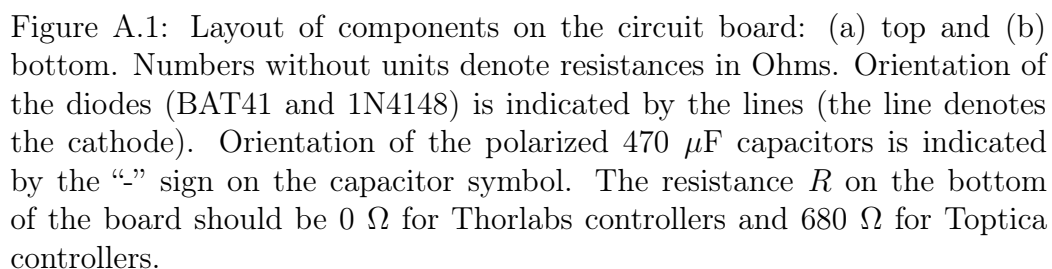 Figure A.1: Layout of components on the circuit board: (a) top and (b)
bottom. Numbers without units denote resistances in Ohms. Orientation of
the diodes (BAT41 and 1N4148) is indicated by the lines (the line denotes
the cathode). Orientation of the polarized 470 μF capacitors is indicated
by the “-” sign on the capacitor symbol. The resistance R on the bottom
of the board should be 0 Ω for Thorlabs controllers and 680 Ω for Toptica
controllers.